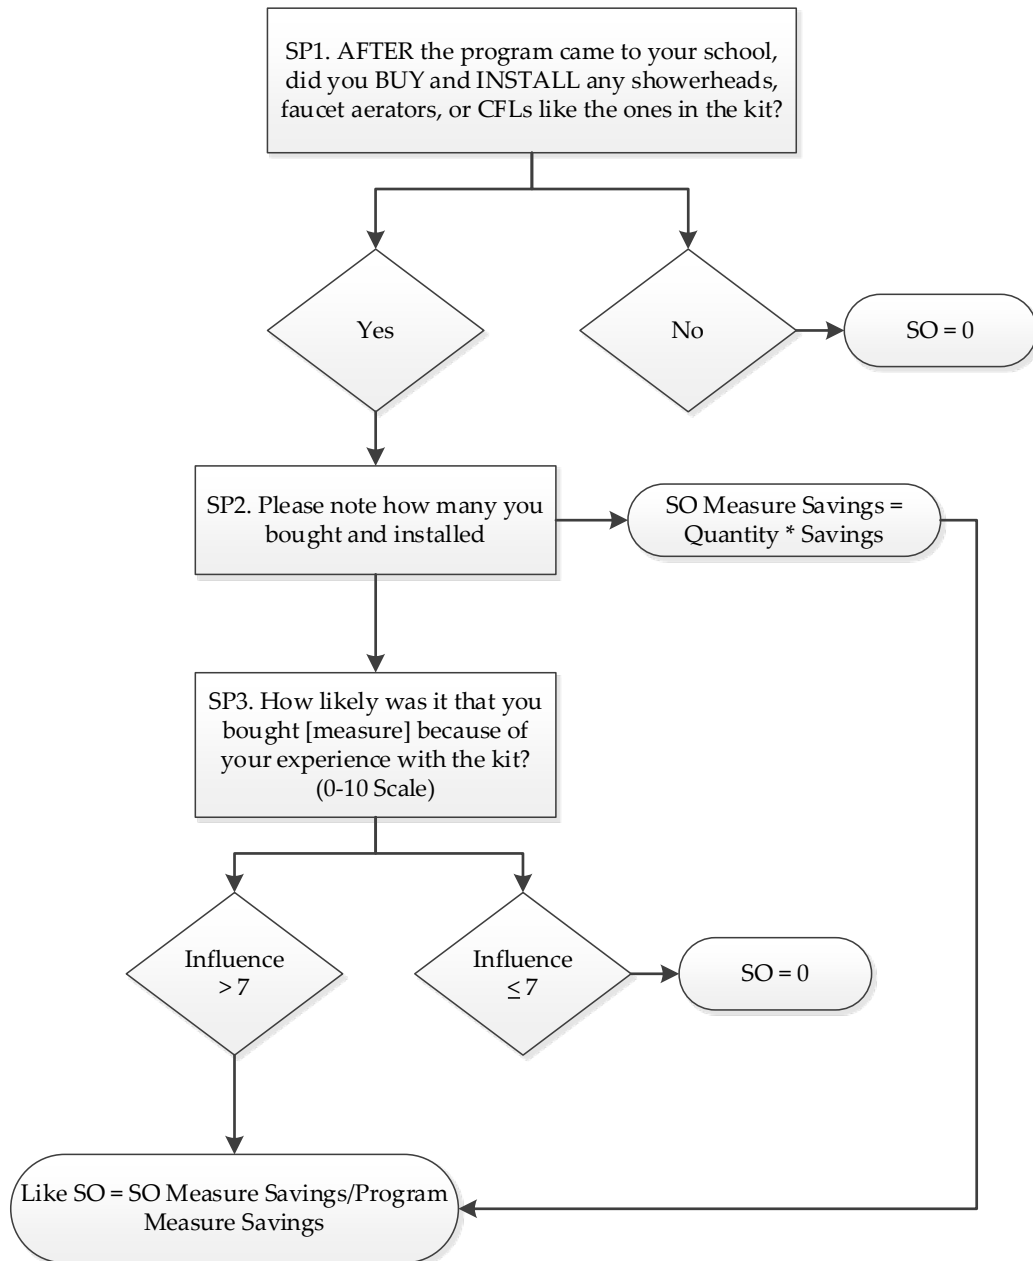 SP1. AFTER the program came to your school,
did you BUY and INSTALL any showerheads,
faucet aerators, or CFLs like the ones in the kit?
Yes
No
SO = 0
SP2. Please note how many you
bought and installed
SO Measure Savings =
Quantity * Savings
SP3. How likely was it that you
bought [measure] because of
your experience with the kit?
(0-10 Scale)
Influence
> 7
Influence
≤ 7
SO = 0
Like SO = SO Measure Savings/Program
Measure Savings